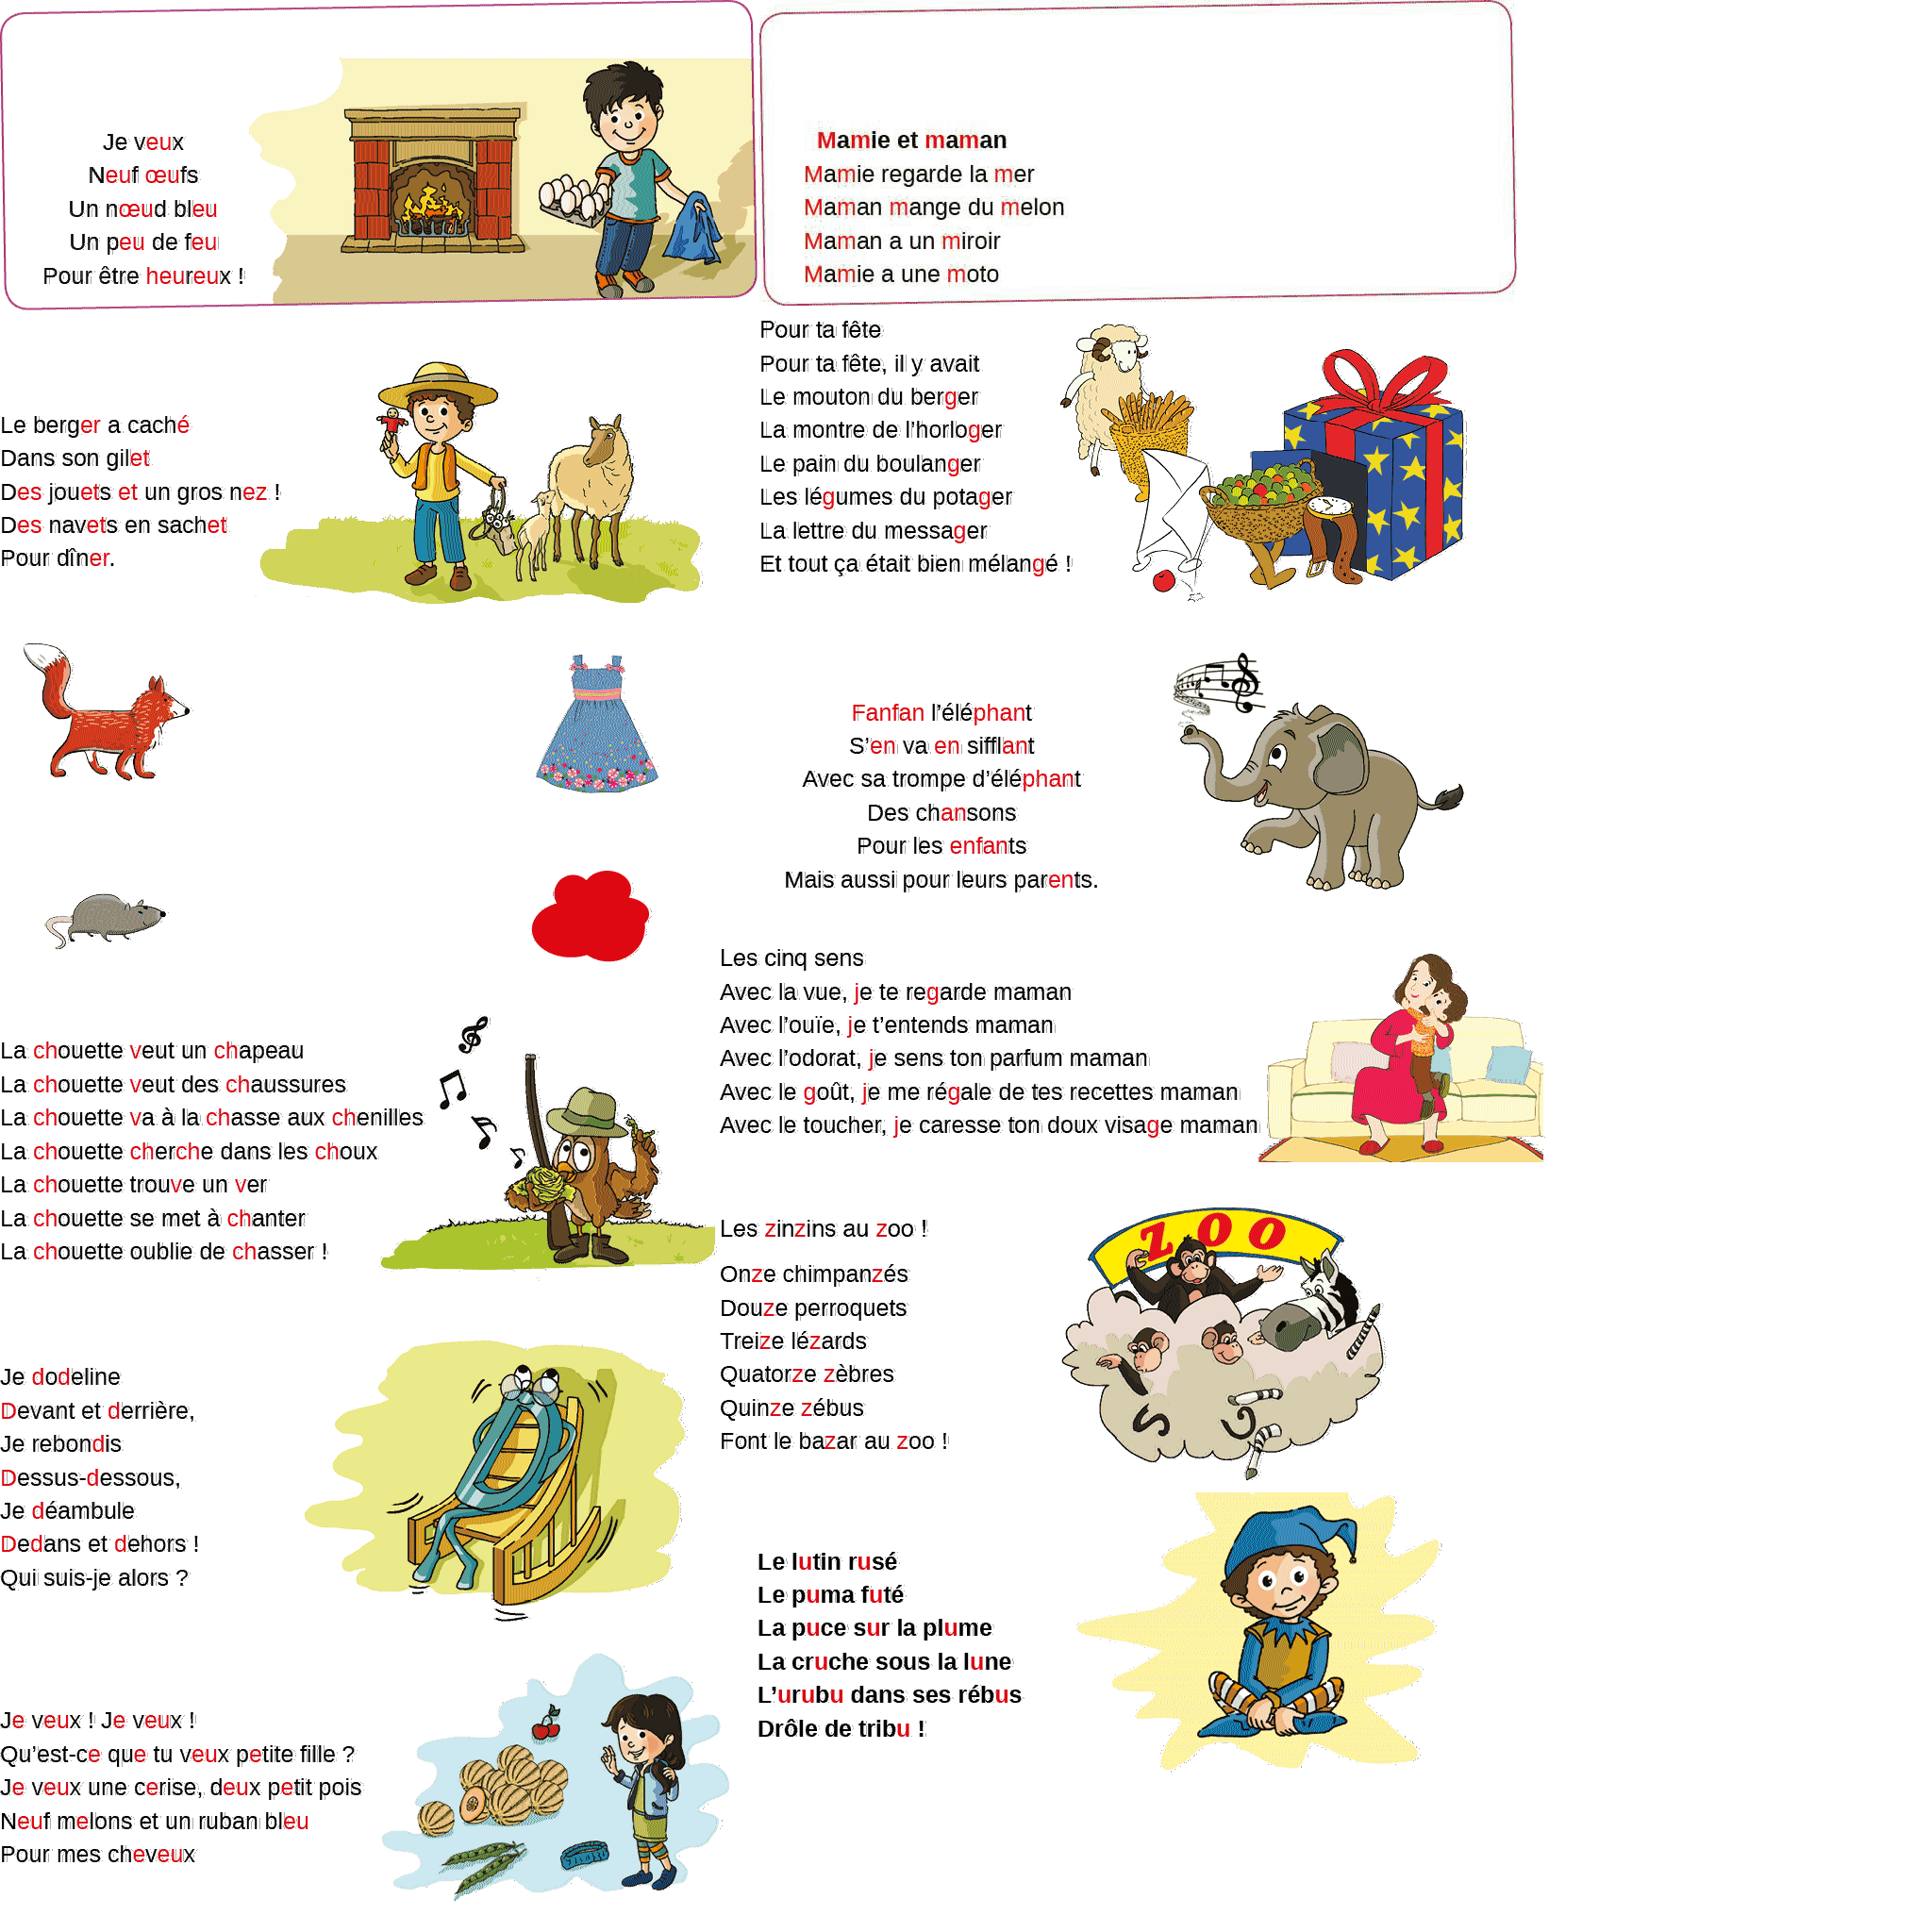 Je veux
Neuf œufs
Un nœud bleu
Un peu de feu
Pour être heureux !
Mamie et maman
Mamie regarde la mer
Maman mange du melon
Maman a un miroir
Mamie a une moto
Le berger a caché
Dans son gilet
Des jouets et un gros nez !
Des navets en sachet
Pour dîner.
Pour ta fête
Pour ta fête, il y avait
Le mouton du berger
La montre de l'horloger
Le pain du boulanger
Les légumes du potager
La lettre du messager
Et tout ça était bien mélangé !
Fanfan l'éléphant
S'en va en sifflant
Avec sa trompe d'éléphant
Des chansons
Pour les enfants
Mais aussi pour leurs parents.
Les cinq sens
Avec la vue, je te regarde maman
Avec l'ouïe, je t'entends maman
Avec l'odorat, je sens ton parfum maman
Avec le goût, je me régale de tes recettes maman
Avec le toucher, je caresse ton doux visage maman
La chouette veut un chapeau
La chouette veut des chaussures
La chouette va à la chasse aux chenilles
La chouette cherche dans les choux
La chouette trouve un ver
La chouette se met à chanter
La chouette oublie de chasser !
Les zinzins au zoo !
Onze chimpanzés
Douze perroquets
Treize lézards
Quatorze zèbres
Quinze zébus
Font le bazar au zoo !
ZOO
Je dodeline
Devant et derrière,
Je rebondis
Dessus-dessous,
Je déambule
Dedans et dehors !
Qui suis-je alors ?
Le lutin rusé
Le puma futé
La puce sur la plume
La cruche sous la lune
L'urubu dans ses rébus
Drôle de tribu !
Je veux ! Je veux !
Qu'est-ce que tu veux petite fille ?
Je veux une cerise, deux petit pois
Neuf melons et un ruban bleu
Pour mes cheveux